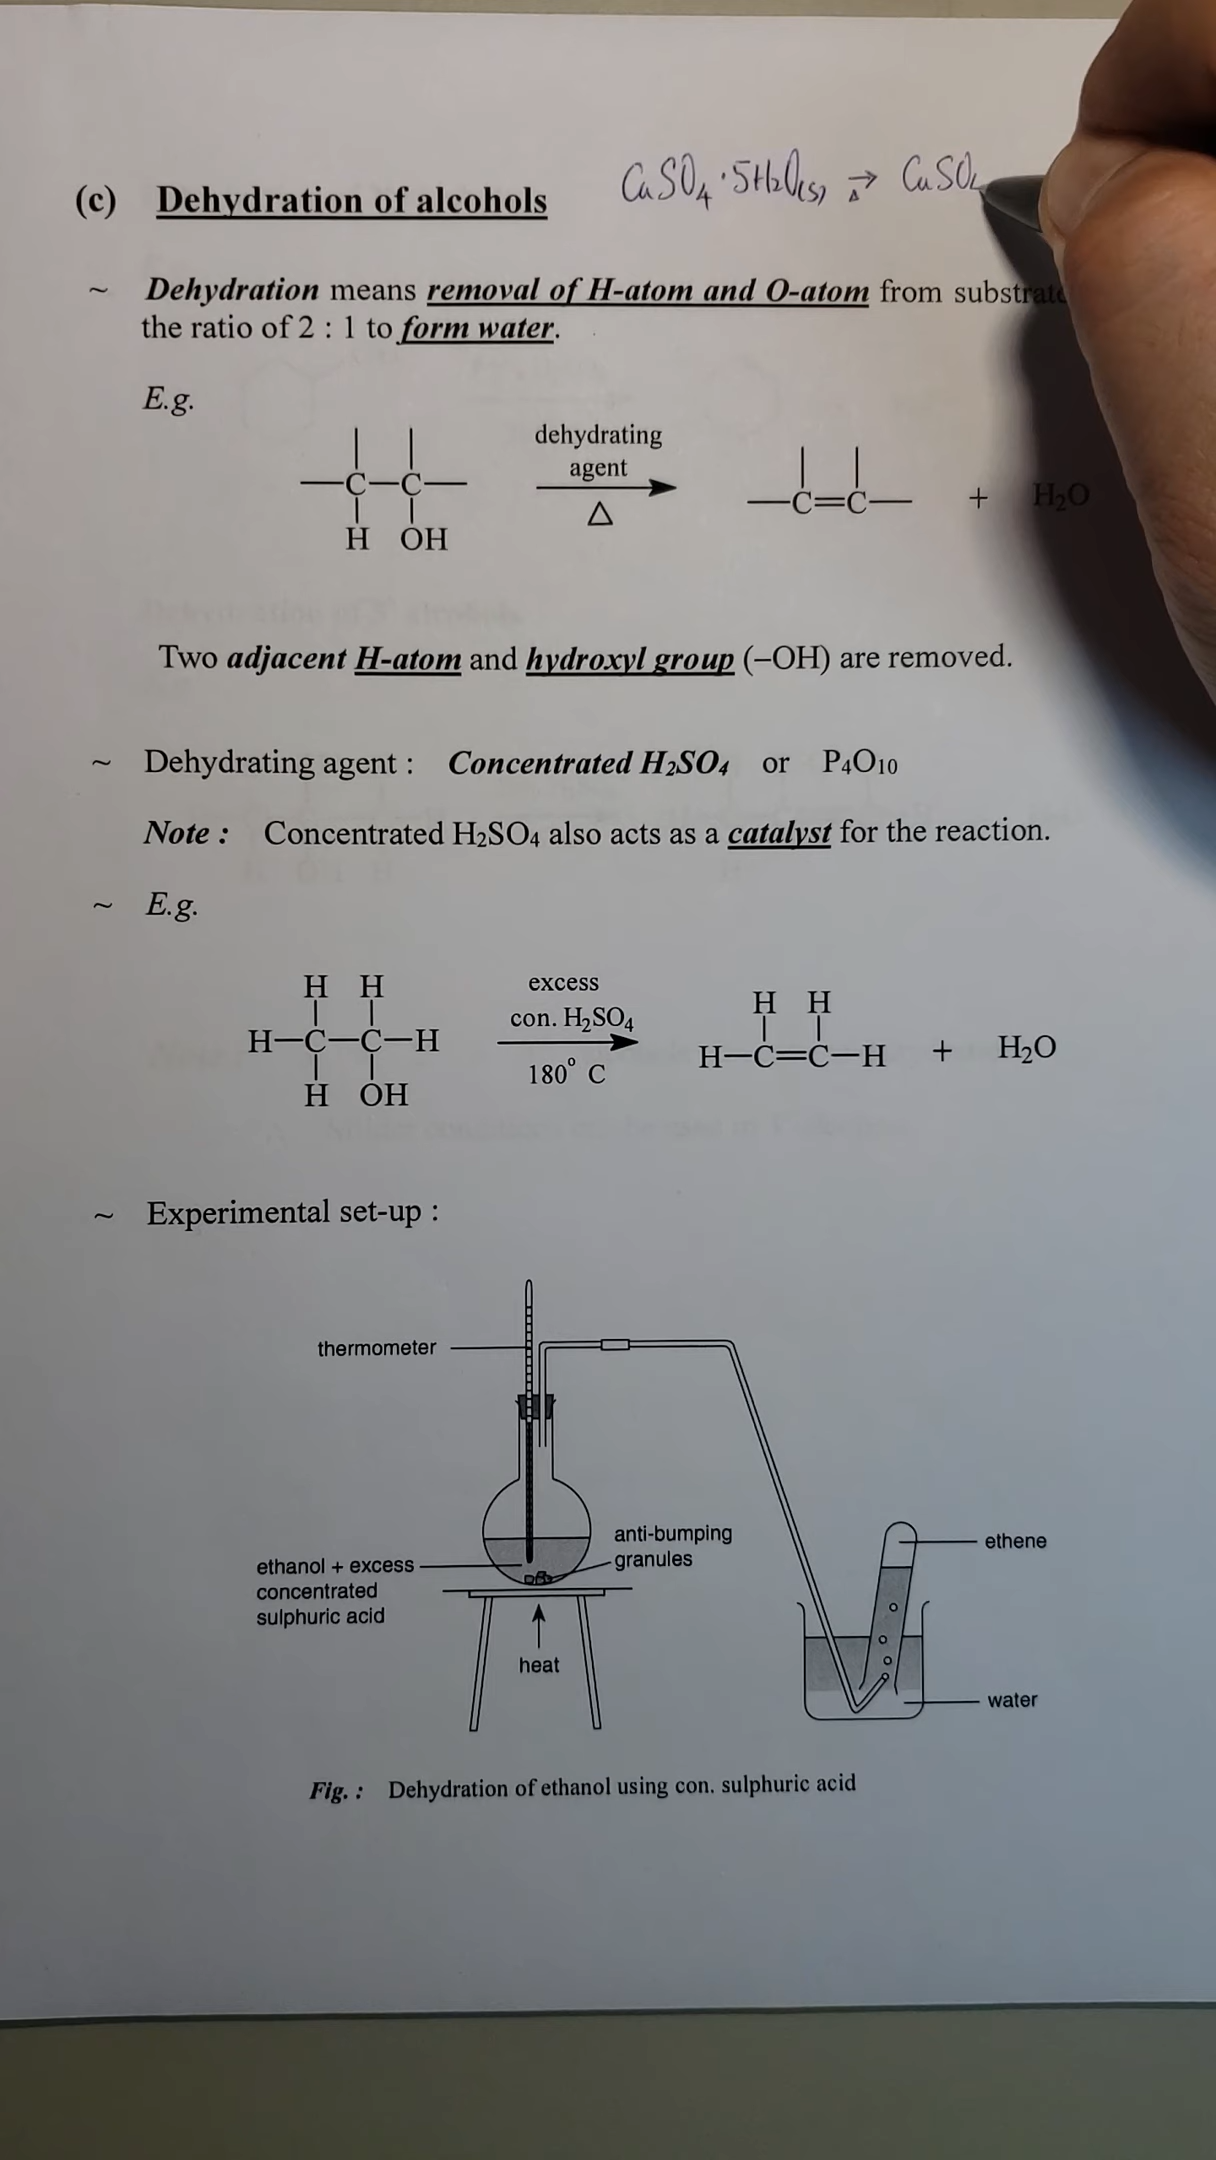 CuSO4·5H2O(s) →Δ CuSO
(c) Dehydration of alcohols
~ Dehydration means removal of H-atom and O-atom from substrate
the ratio of 2 : 1 to form water.
E.g.
dehydrating
agent
—C—C—
H OH
Δ
—C=C— + H2O
Two adjacent H-atom and hydroxyl group (–OH) are removed.
~ Dehydrating agent : Concentrated H2SO4 or P4O10
Note : Concentrated H2SO4 also acts as a catalyst for the reaction.
~ E.g.
H H
H—C—C—H
H OH
excess
con. H2SO4
180° C
H H
H—C=C—H + H2O
~ Experimental set-up :
thermometer
anti-bumping
granules
ethene
ethanol + excess
concentrated
sulphuric acid
heat
water
Fig. : Dehydration of ethanol using con. sulphuric acid